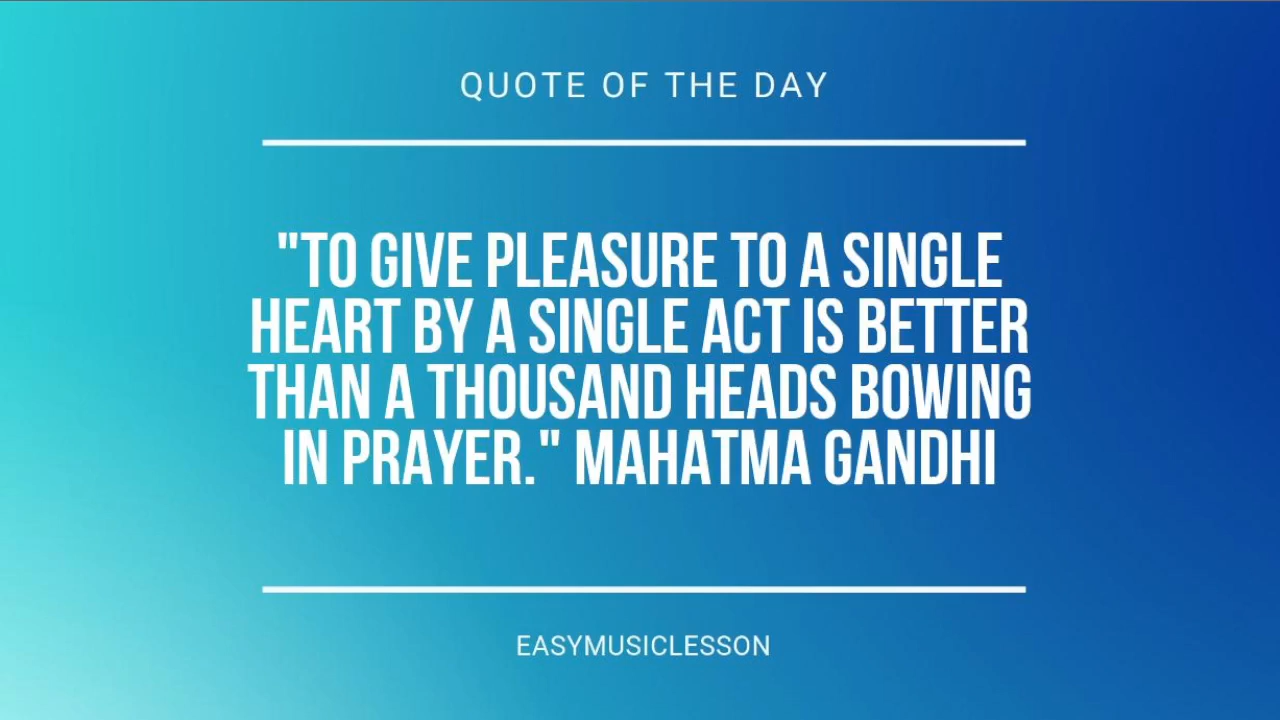 QUOTE OF THE DAY
"TO GIVE PLEASURE TO A SINGLE
HEART BY A SINGLE ACT IS BETTER
THAN A THOUSAND HEADS BOWING
IN PRAYER." MAHATMA GANDHI
EASYMUSICLESSON